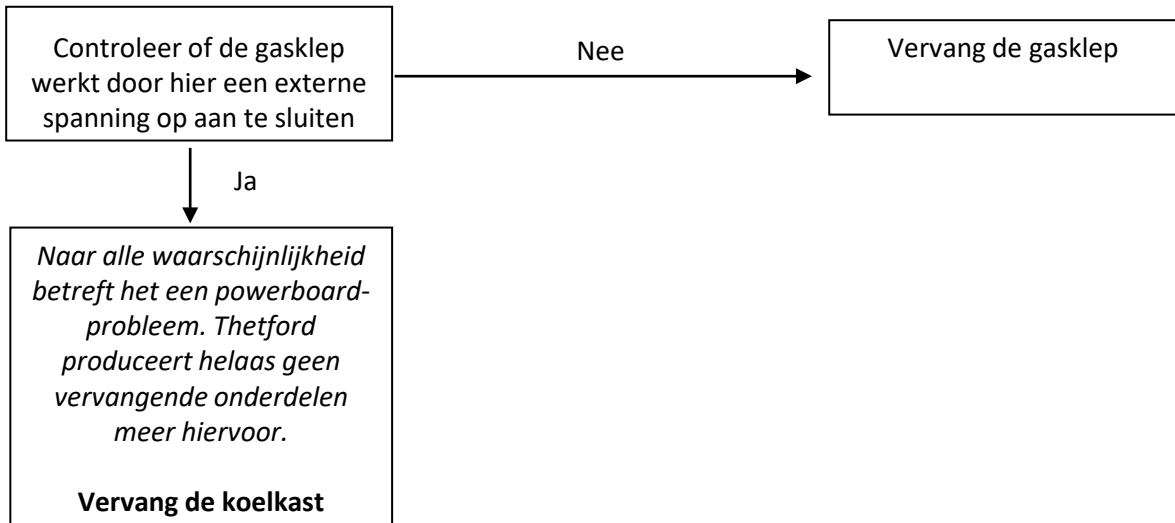 Controleer of de gasklep
werkt door hier een externe
spanning op aan te sluiten
Nee
Vervang de gasklep
Ja
Naar alle waarschijnlijkheid
betreft het een powerboard-
probleem. Thetford
produceert helaas geen
vervangende onderdelen
meer hiervoor.
Vervang de koelkast